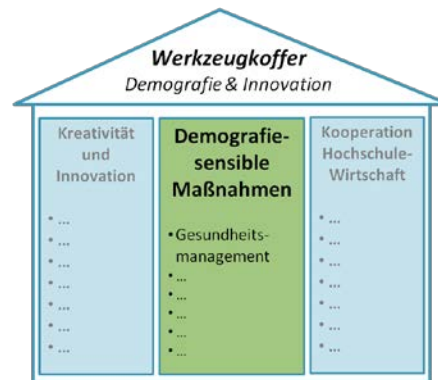 Werkzeugkoffer
Demografie & Innovation
Kreativität
und
Innovation
• ...
• ...
• ...
• ...
• ...
• ...
• ...
Demografie-
sensible
Maßnahmen
• Gesundheits-
management
• ...
• ...
• ...
• ...
• ...
Kooperation
Hochschule-
Wirtschaft
• ...
• ...
• ...
• ...
• ...
• ...
• ...